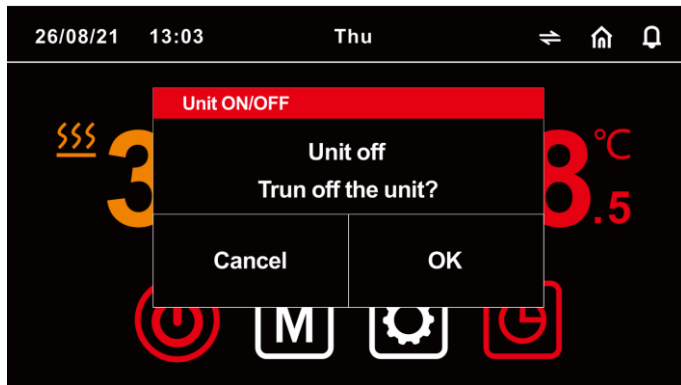 26/08/21 13:03 Thu
Unit ON/OFF
Unit off
Trun off the unit?
3 8.5 °C
Cancel OK
M